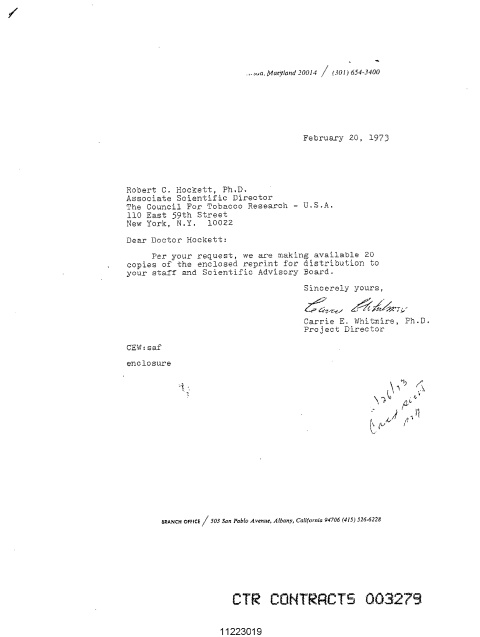 Maryland 20014 / (301) 654-3400
February 20, 1973
Robert C. Hockett, Ph.D.
Associate Scientific Director
The Council For Tobacco Research - U.S.A.
110 East 59th Street
New York, N.Y. 10022
Dear Doctor Hockett:
Per your request, we are making available 20
copies of the enclosed reprint for distribution to
your staff and Scientific Advisory Board.
Sincerely yours,
Carrie E. Whitmire, Ph.D.
Project Director
CEW:saf
enclosure
BRANCH OFFICE / 505 San Pablo Avenue, Albany, California 94706 (415) 526-6228
CTR CONTRACTS 003279
11223019